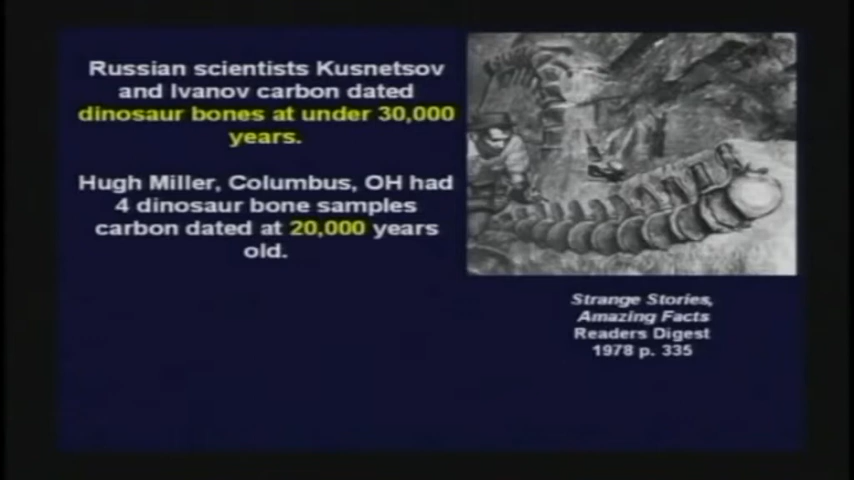 Russian scientists Kusnetsov
and Ivanov carbon dated
dinosaur bones at under 30,000
years.
Hugh Miller, Columbus, OH had
4 dinosaur bone samples
carbon dated at 20,000 years
old.
Strange Stories,
Amazing Facts
Readers Digest
1978 p. 335